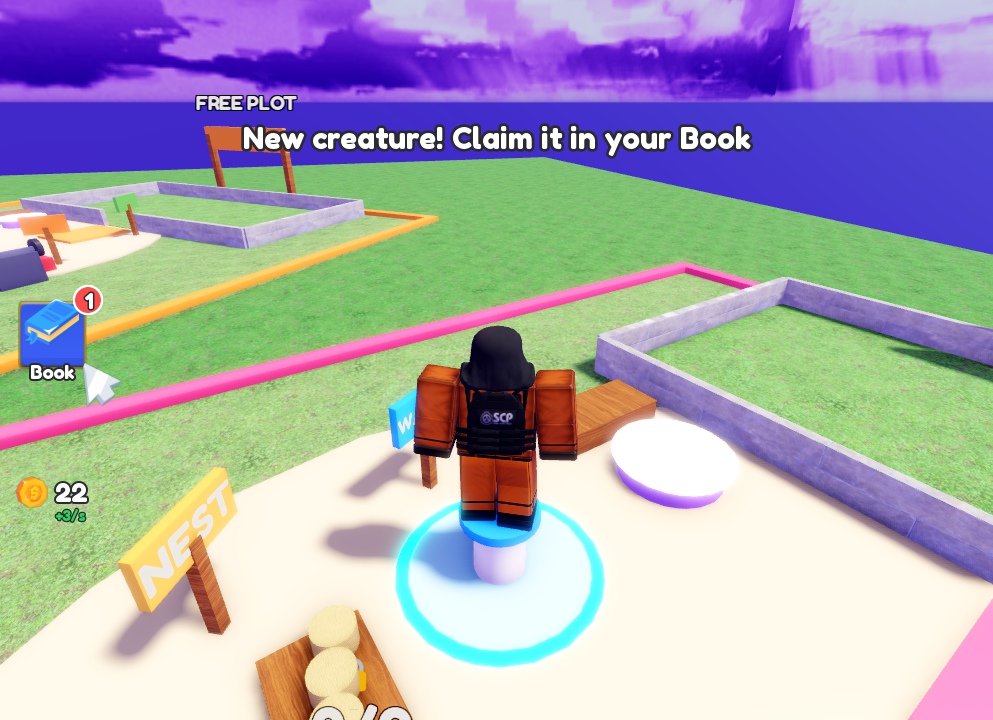 FREE PLOT
New creature! Claim it in your Book
1
Book
SCP
22
+3/s
NEST